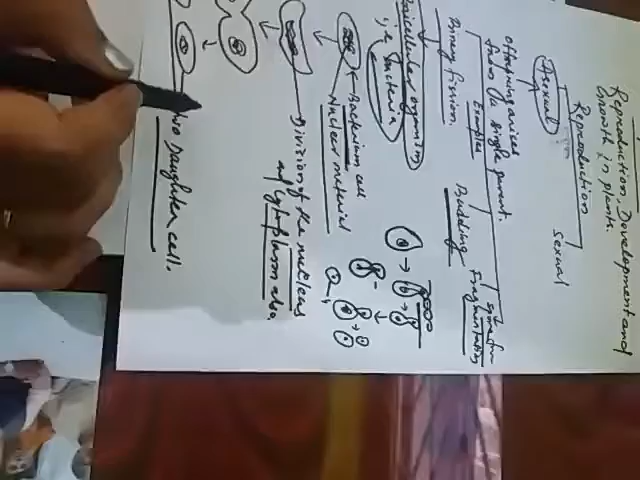 Reproduction, Development and
Growth in plants.
Reproduction
Asexual
Sexual
Offspring arises
from a single parent.
Examples
Binary fission.
Budding
Fragmentation
Unicellular organism
i.e Bacteria
Bacterium cell
Nuclear material
Division of the nucleus
and cytoplasm also
Two Daughter cell.